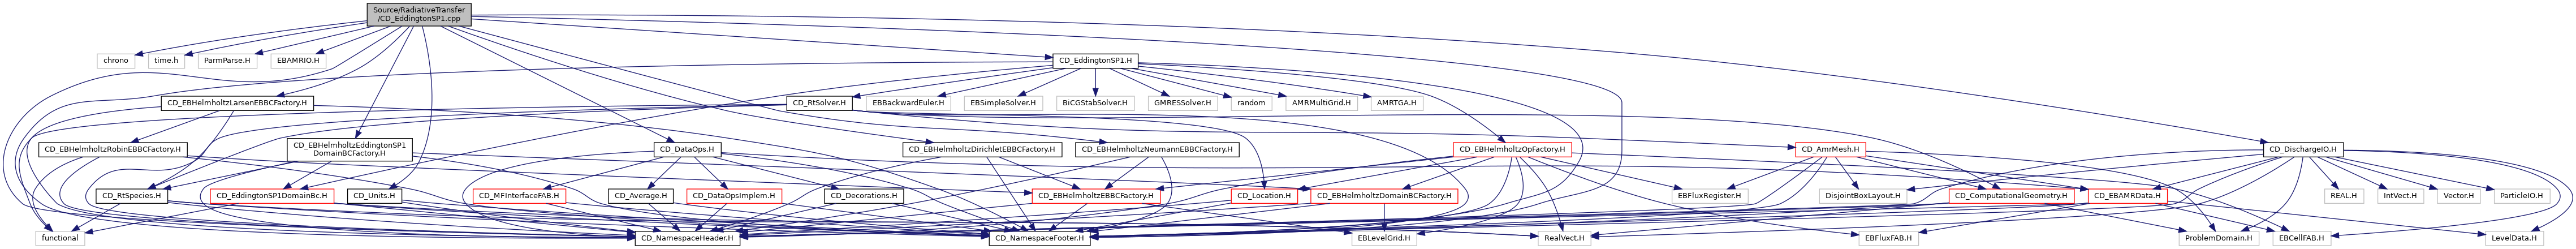 Source/RadiativeTransfer
/CD_EddingtonSP1.cpp
chrono
time.h
ParmParse.H
EBAMRIO.H
CD_EddingtonSP1.H
CD_EBHelmholtzLarsenEBBCFactory.H
CD_RtSolver.H
EBBackwardEuler.H
EBSimpleSolver.H
BiCGStabSolver.H
GMRESSolver.H
random
AMRMultiGrid.H
AMRTGA.H
CD_EBHelmholtzRobinEBBCFactory.H
CD_EBHelmholtzEddingtonSP1
DomainBCFactory.H
CD_DataOps.H
CD_EBHelmholtzDirichletEBBCFactory.H
CD_EBHelmholtzNeumannEBBCFactory.H
CD_EBHelmholtzOpFactory.H
CD_AmrMesh.H
CD_DischargeIO.H
CD_RtSpecies.H
CD_EddingtonSP1DomainBc.H
CD_Units.H
CD_MFInterfaceFAB.H
CD_Average.H
CD_DataOpsImplem.H
CD_Decorations.H
CD_EBHelmholtzEBBCFactory.H
CD_Location.H
CD_EBHelmholtzDomainBCFactory.H
EBFluxRegister.H
DisjointBoxLayout.H
CD_ComputationalGeometry.H
CD_EBAMRData.H
REAL.H
IntVect.H
Vector.H
ParticleIO.H
functional
CD_NamespaceHeader.H
CD_NamespaceFooter.H
EBLevelGrid.H
RealVect.H
EBFluxFAB.H
ProblemDomain.H
EBCellFAB.H
LevelData.H